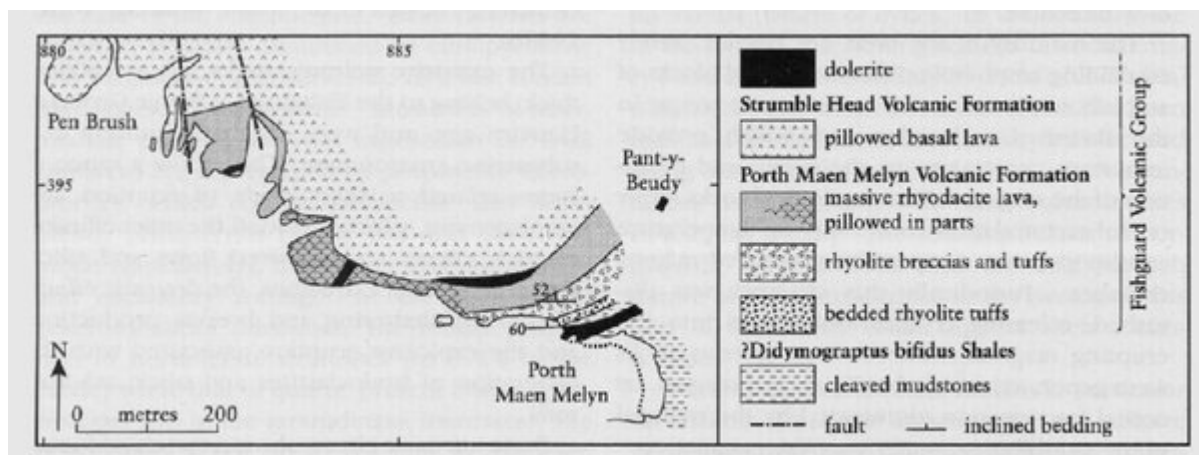 880
885
Pen Brush
395
Pant-y-
Beudy
52
60
Porth
Maen Melyn
N
0 metres 200
dolerite
Strumble Head Volcanic Formation
pillowed basalt lava
Porth Maen Melyn Volcanic Formation
massive rhyodacite lava,
pillowed in parts
rhyolite breccias and tuffs
bedded rhyolite tuffs
?Didymograptus bifidus Shales
cleaved mudstones
fault
inclined bedding
Fishguard Volcanic Group